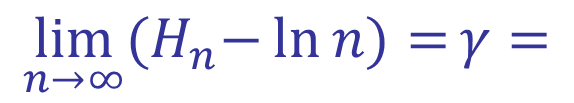 lim (Hₙ − ln n) = γ =
n→∞